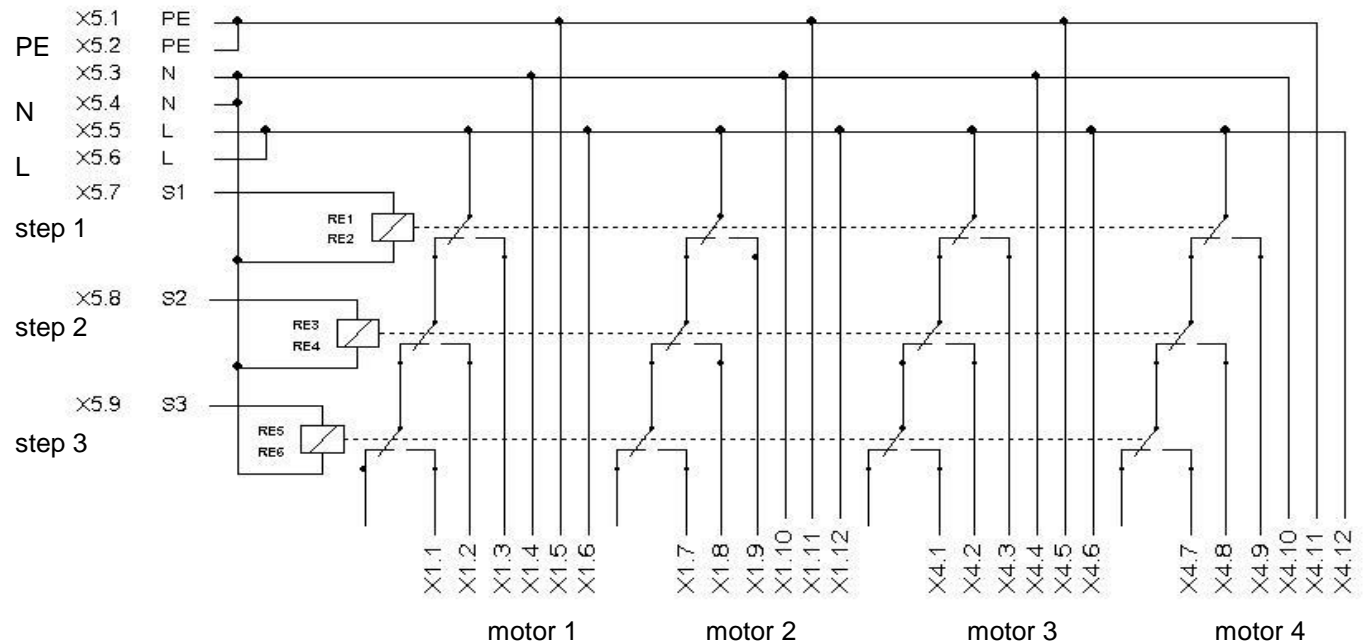 X5.1 PE
PE X5.2 PE
X5.3 N
N X5.4 N
X5.5 L
L X5.6 L
X5.7 S1
step 1 RE1
RE2
X5.8 S2
step 2 RE3
RE4
X5.9 S3
step 3 RE5
RE6
X1.1 X1.2 X1.3 X1.4 X1.5 X1.6 X1.7 X1.8 X1.9 X1.10 X1.11 X1.12 X4.1 X4.2 X4.3 X4.4 X4.5 X4.6 X4.7 X4.8 X4.9 X4.10 X4.11 X4.12
motor 1 motor 2 motor 3 motor 4